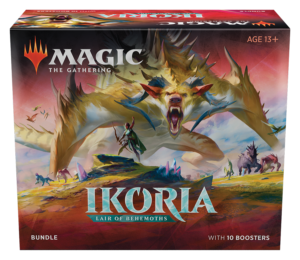 AGE 13+
MAGIC
THE GATHERING
IKORIA
LAIR OF BEHEMOTHS
BUNDLE
WITH 10 BOOSTERS